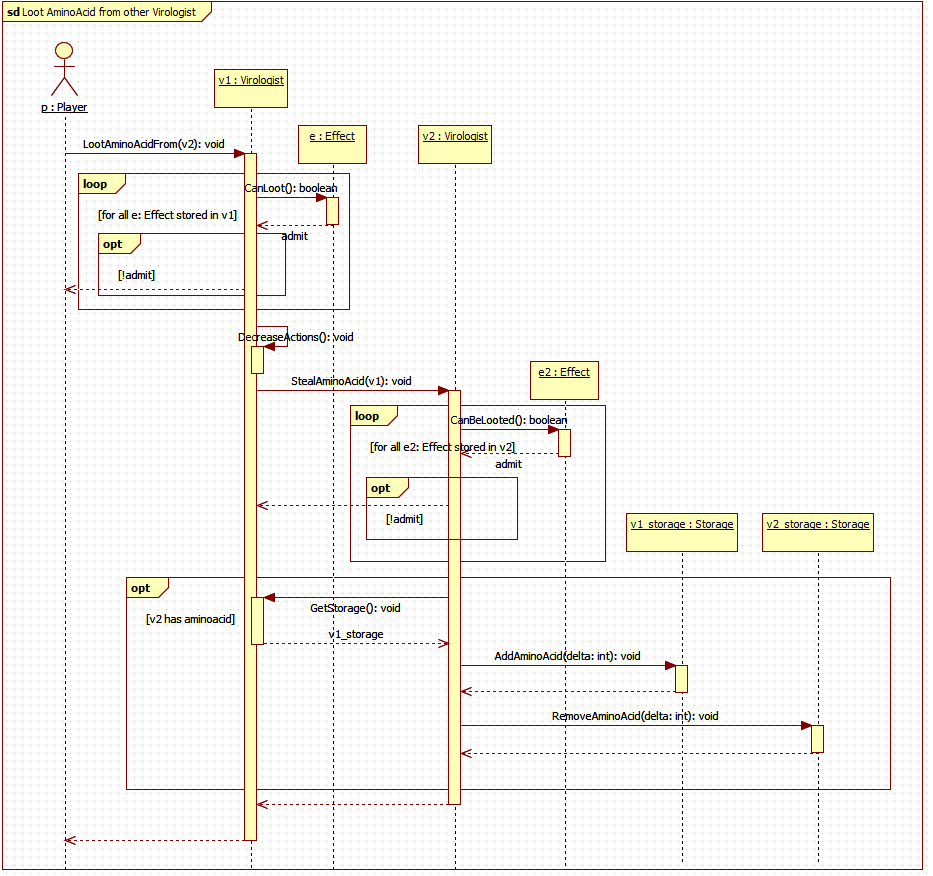 sd Loot AminoAcid from other Virologist
p : Player
v1 : Virologist
e : Effect
v2 : Virologist
LootAminoAcidFrom(v2): void
loop
CanLoot(): boolean
[for all e: Effect stored in v1]
admit
opt
[!admit]
DecreaseActions(): void
StealAminoAcid(v1): void
e2 : Effect
loop
CanBeLooted(): boolean
[for all e2: Effect stored in v2]
admit
opt
[!admit]
v1_storage : Storage
v2_storage : Storage
opt
[v2 has aminoacid]
GetStorage(): void
v1_storage
AddAminoAcid(delta: int): void
RemoveAminoAcid(delta: int): void